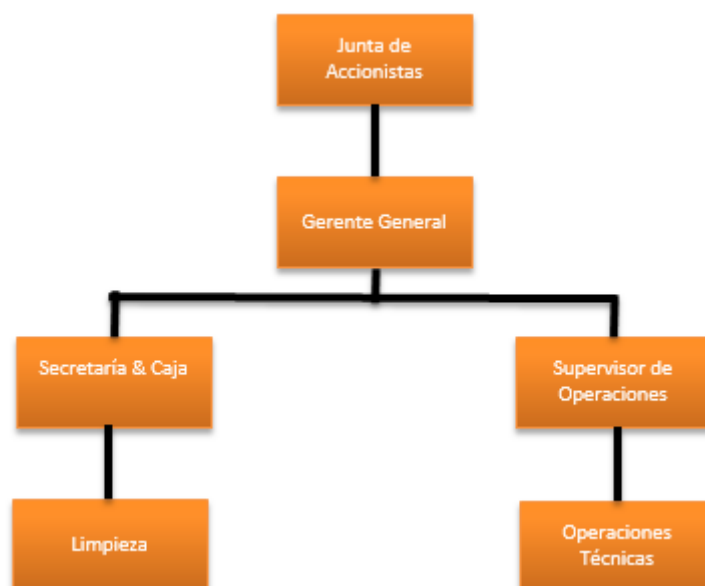 Junta de
Accionistas
Gerente General
Secretaría & Caja
Supervisor de
Operaciones
Limpieza
Operaciones
Técnicas